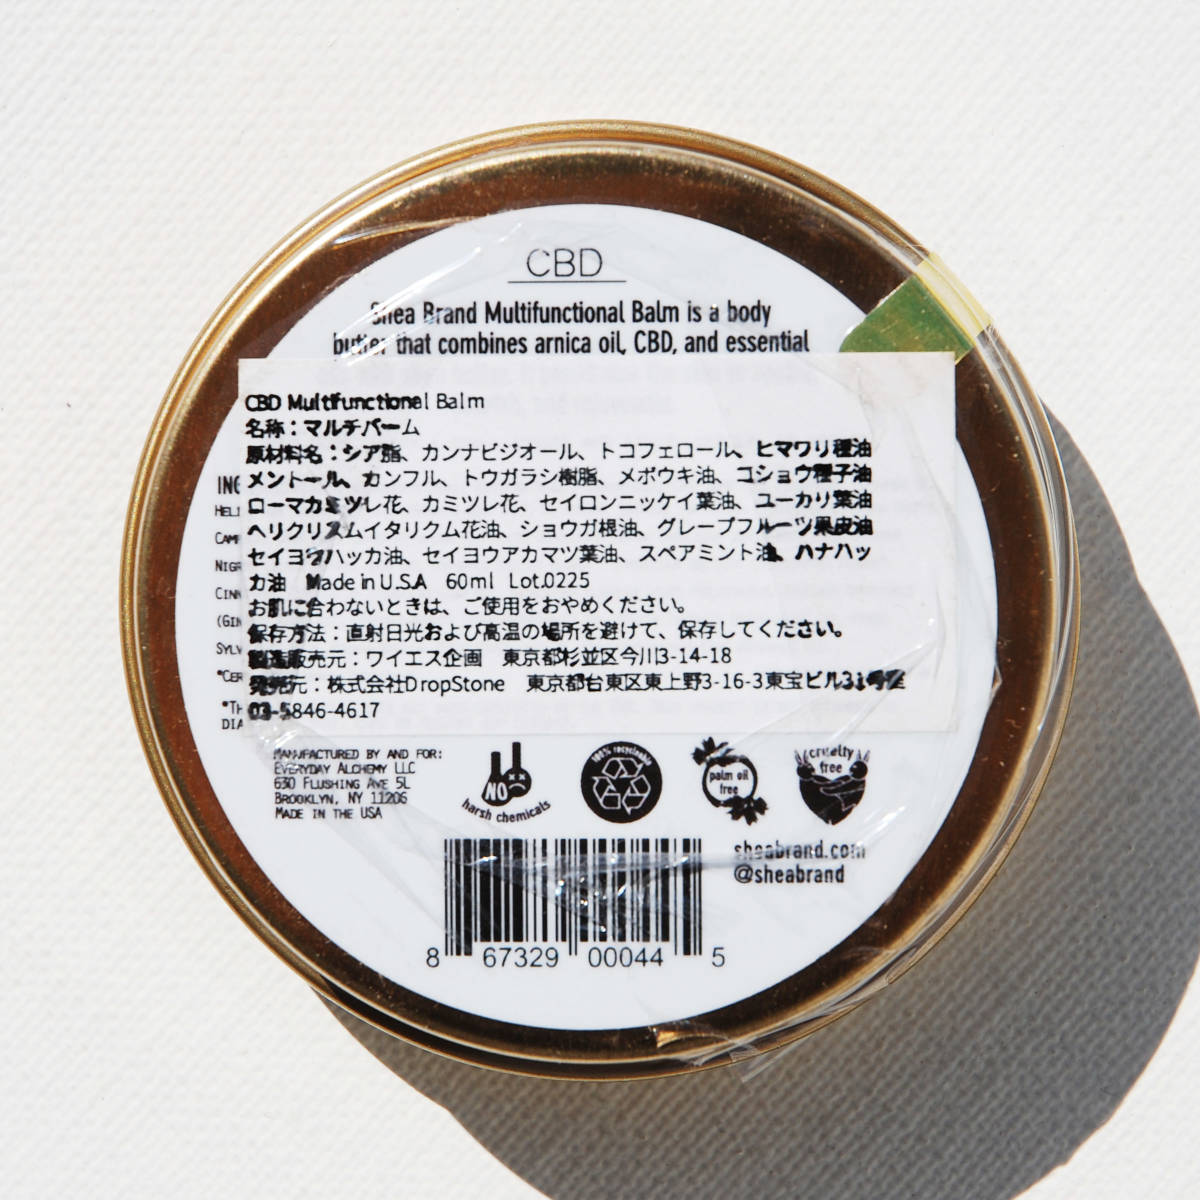 CBD
Shea Brand Multifunctional Balm is a body
butter that combines arnica oil, CBD, and essential
CBD Multifunctional Balm
名称：マルチバーム
原材料名：シア脂、カンナビジオール、トコフェロール、ヒマワリ種油
メントール、カンフル、トウガラシ樹脂、メボウキ油、コショウ種子油
ローマカミツレ花、カミツレ花、セイロンニッケイ葉油、ユーカリ葉油
ヘリクリスムイタリクム花油、ショウガ根油、グレープフルーツ果皮油
セイヨウハッカ油、セイヨウアカマツ葉油、スペアミント油、ハナハッ
カ油 Made in U.S.A 60ml Lot.0225
お肌に合わないときは、ご使用をおやめください。
保存方法：直射日光および高温の場所を避けて、保存してください。
製造販売元：ワイエス企画 東京都杉並区今川3-14-18
発売元：株式会社DropStone 東京都台東区東上野3-16-3東宝ビル31号室
03-5846-4617
MANUFACTURED BY AND FOR:
EVERYDAY ALCHEMY LLC
630 FLUSHING AVE 5L
BROOKLYN, NY 11206
MADE IN THE USA
NO
harsh chemicals
100% recyclable
palm oil
free
cruelty
free
sheabrand.com
@sheabrand
8 67329 00044 5